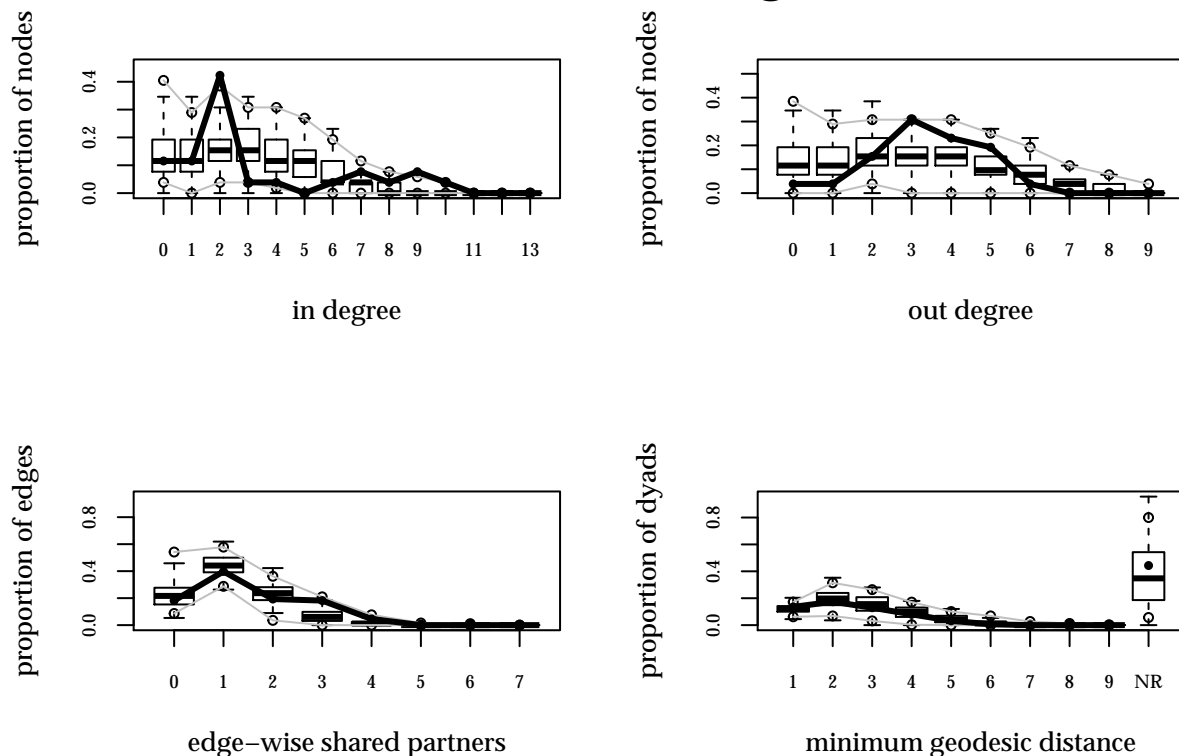 proportion of nodes
0.0 0.2 0.4
0 1 2 3 4 5 6 7 8 9 11 13
in degree
proportion of nodes
0.0 0.2 0.4
0 1 2 3 4 5 6 7 8 9
out degree
proportion of edges
0.0 0.4 0.8
0 1 2 3 4 5 6 7
edge−wise shared partners
proportion of dyads
0.0 0.4 0.8
1 2 3 4 5 6 7 8 9 NR
minimum geodesic distance